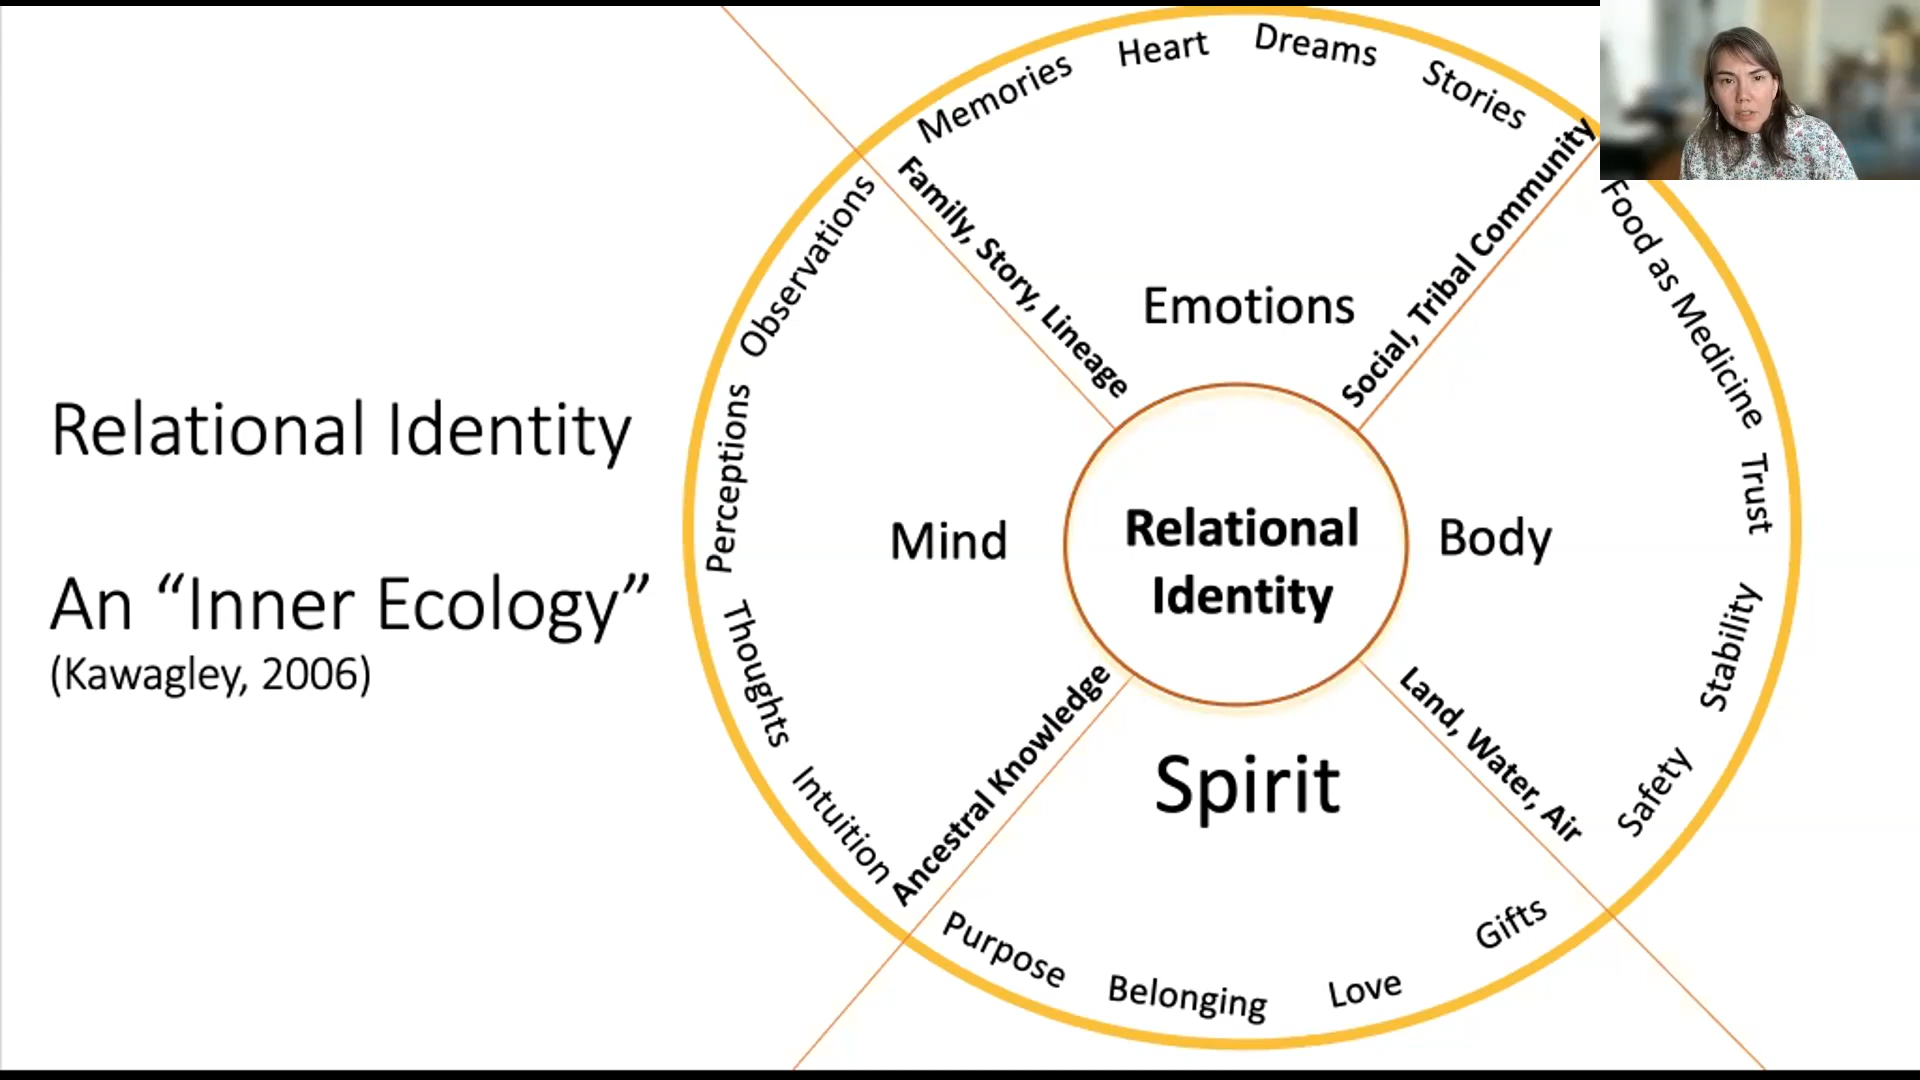 Relational Identity
An “Inner Ecology”
(Kawagley, 2006)
Memories
Heart
Dreams
Stories
Family, Story, Lineage
Social, Tribal Community
Emotions
Observations
Perceptions
Thoughts
Intuition
Mind
Relational
Identity
Body
Food as Medicine
Trust
Stability
Safety
Ancestral Knowledge
Land, Water, Air
Spirit
Purpose
Belonging
Love
Gifts